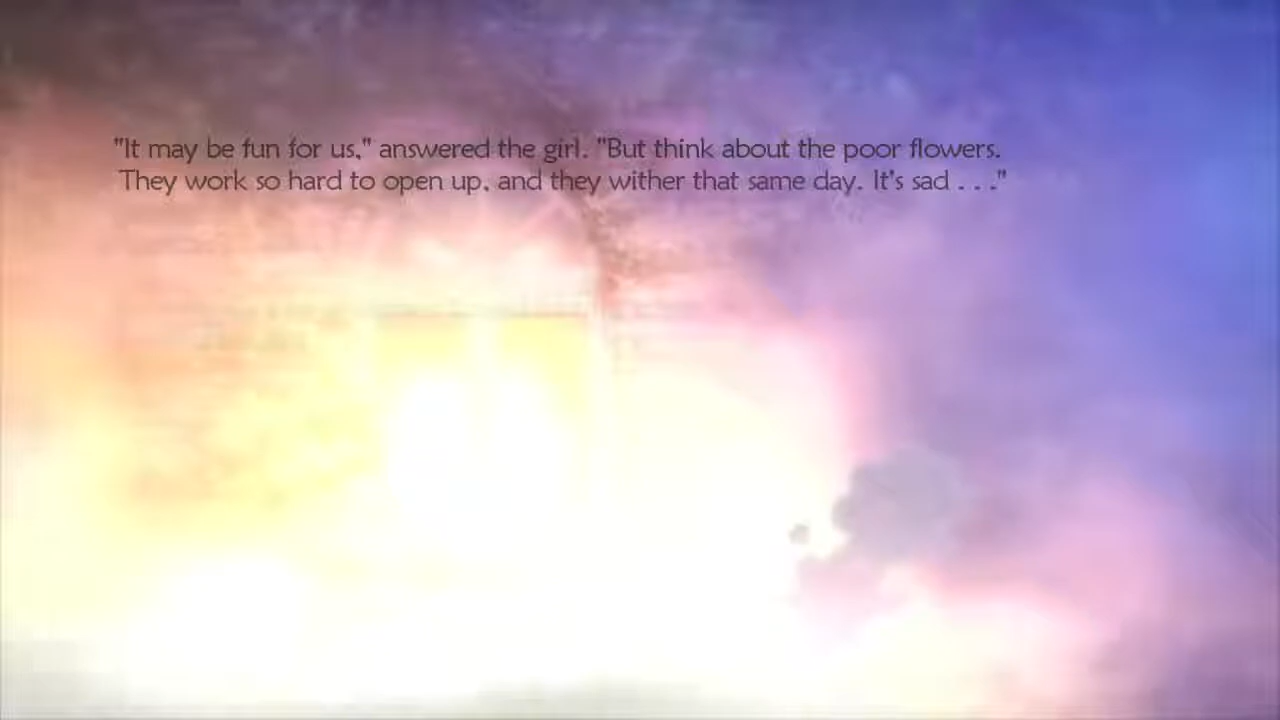 "It may be fun for us," answered the girl. "But think about the poor flowers.
They work so hard to open up, and they wither that same day. It's sad . . ."